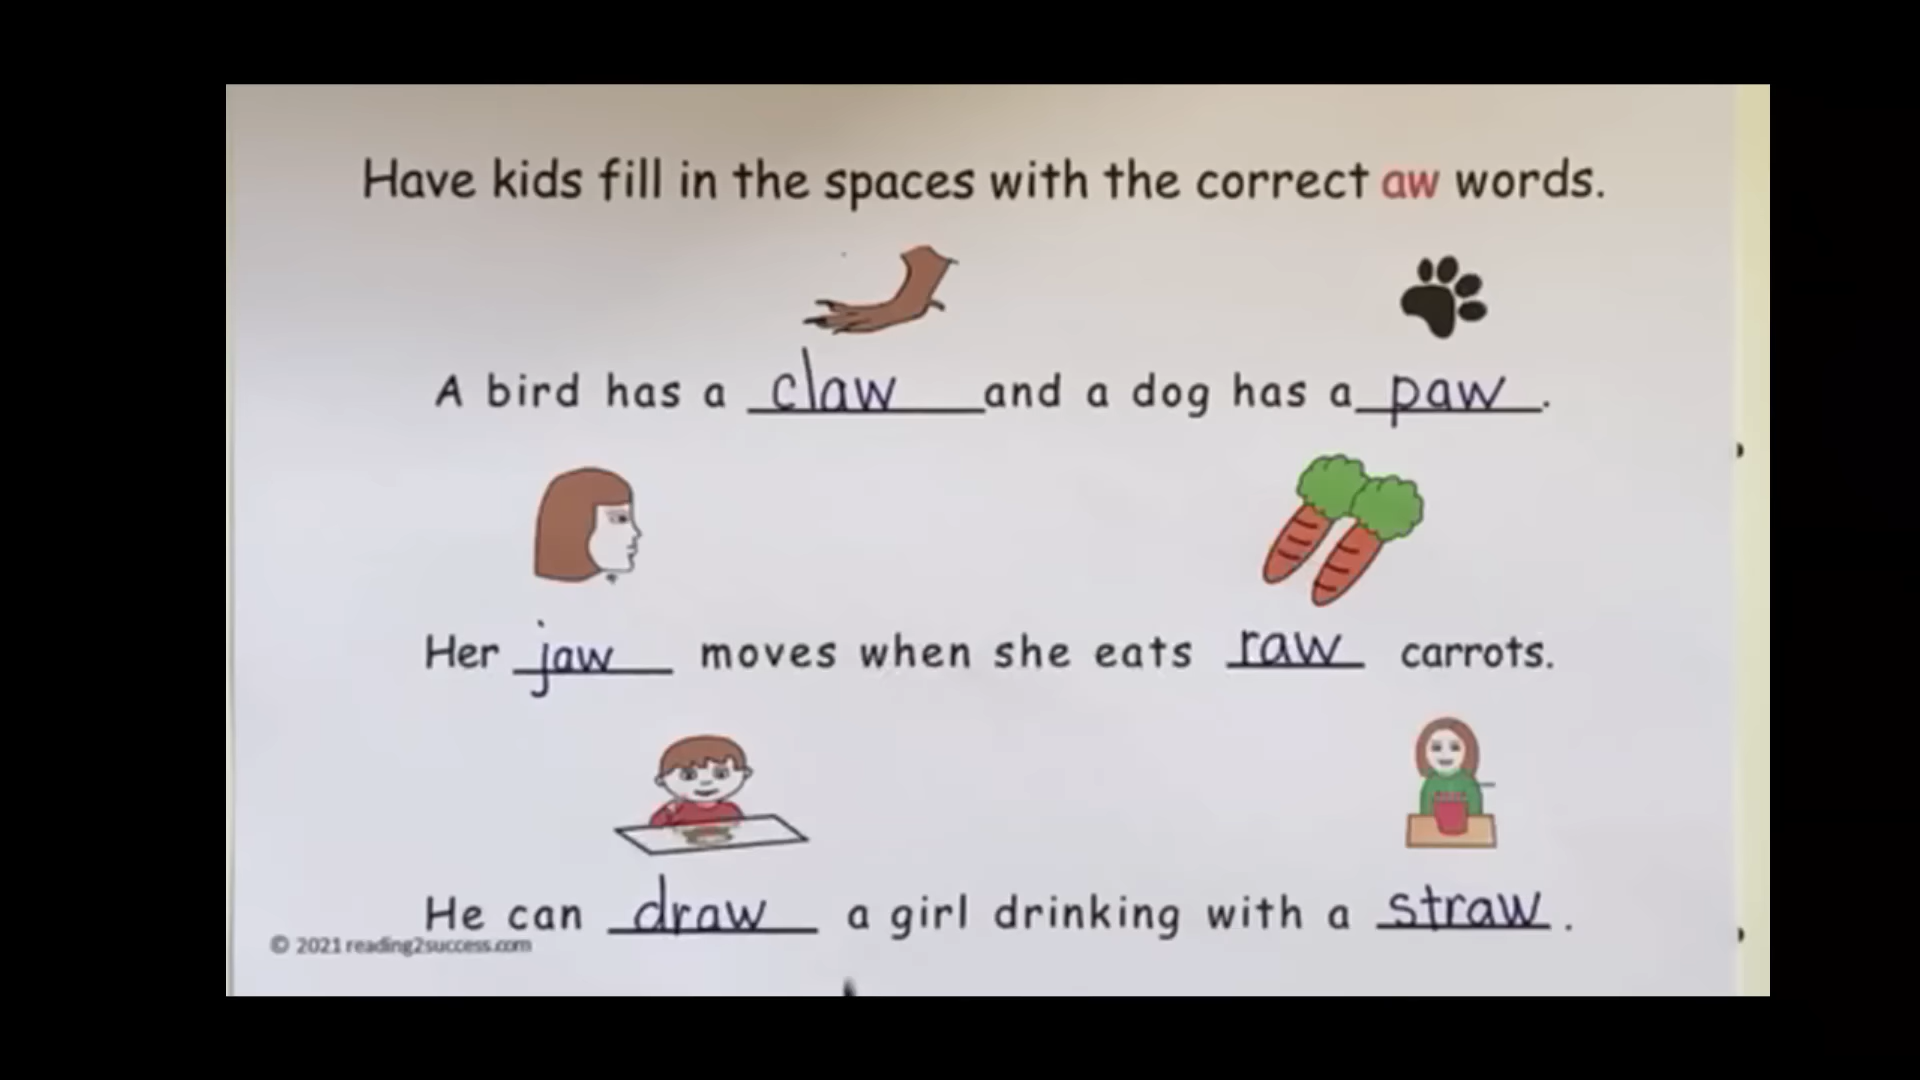 Have kids fill in the spaces with the correct aw words.
A bird has a claw and a dog has a paw.
Her jaw moves when she eats raw carrots.
He can draw a girl drinking with a straw.
© 2021 reading2success.com